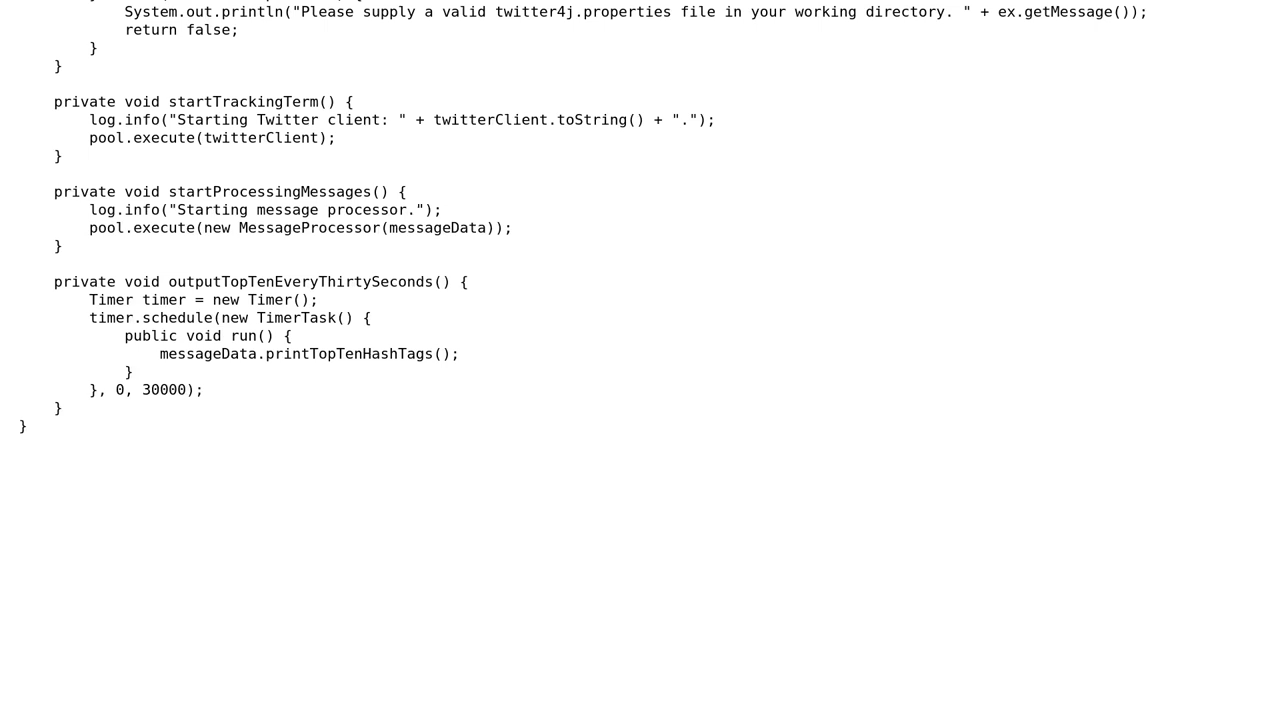 System.out.println("Please supply a valid twitter4j.properties file in your working directory. " + ex.getMessage());
            return false;
        }
    }

    private void startTrackingTerm() {
        log.info("Starting Twitter client: " + twitterClient.toString() + ".");
        pool.execute(twitterClient);
    }

    private void startProcessingMessages() {
        log.info("Starting message processor.");
        pool.execute(new MessageProcessor(messageData));
    }

    private void outputTopTenEveryThirtySeconds() {
        Timer timer = new Timer();
        timer.schedule(new TimerTask() {
            public void run() {
                messageData.printTopTenHashTags();
            }
        }, 0, 30000);
    }
}